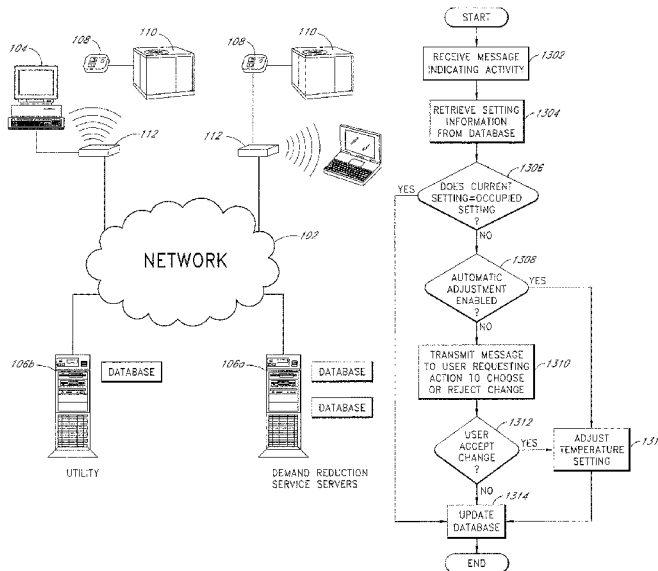 104
108
110
108
110
112
112
102
NETWORK
106b
DATABASE
106a
DATABASE
DATABASE
UTILITY
DEMAND REDUCTION
SERVICE SERVERS
START
1302
RECEIVE MESSAGE
INDICATING ACTIVITY
1304
RETRIEVE SETTING
INFORMATION
FROM DATABASE
1306
YES
DOES CURRENT
SETTING=OCCUPIED
SETTING
?
NO
1308
AUTOMATIC
ADJUSTMENT
ENABLED
?
YES
NO
1310
TRANSMIT MESSAGE
TO USER REQUESTING
ACTION TO CHOOSE
OR REJECT CHANGE
1312
USER
ACCEPT
CHANGE
?
YES
ADJUST
TEMPERATURE
SETTING
131
NO
1314
UPDATE
DATABASE
END